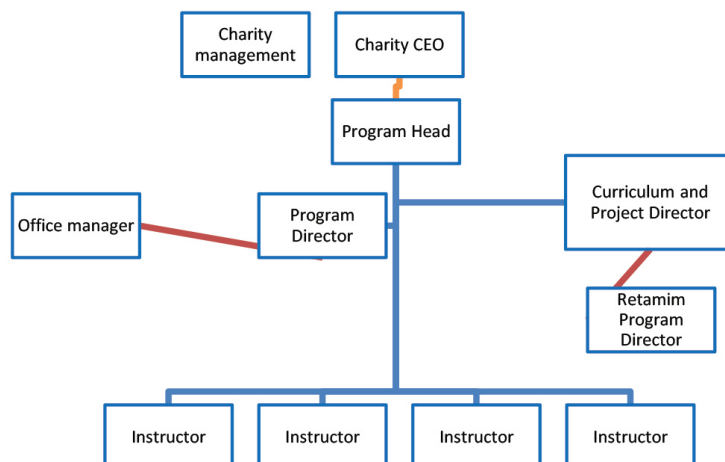 Charity
management
Charity CEO
Program Head
Office manager
Program
Director
Curriculum and
Project Director
Retamim
Program
Director
Instructor
Instructor
Instructor
Instructor